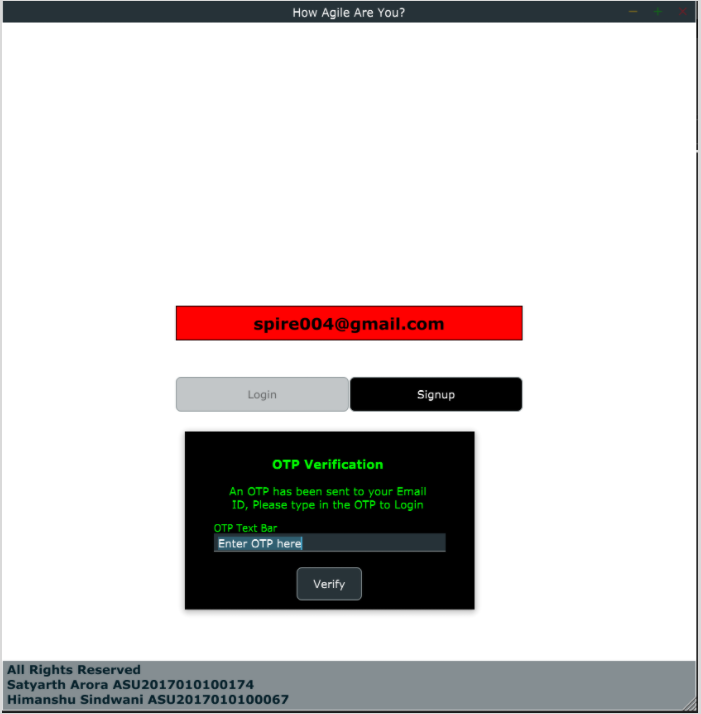 How Agile Are You?
spire004@gmail.com
Login
Signup
OTP Verification
An OTP has been sent to your Email
ID, Please type in the OTP to Login
OTP Text Bar
Enter OTP here
Verify
All Rights Reserved
Satyarth Arora ASU2017010100174
Himanshu Sindwani ASU2017010100067